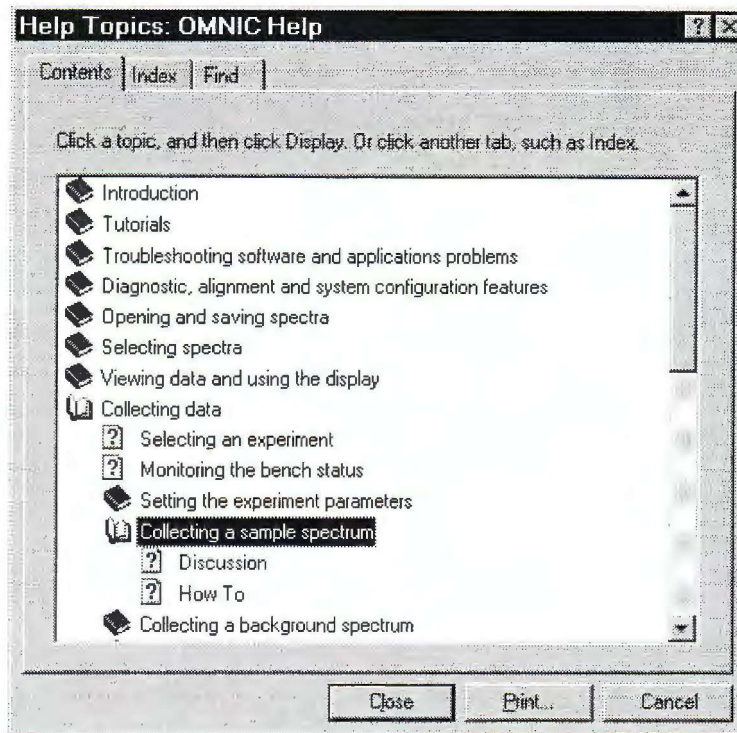 Help Topics: OMNIC Help
Contents Index Find
Click a topic, and then click Display. Or click another tab, such as Index.
Introduction
Tutorials
Troubleshooting software and applications problems
Diagnostic, alignment and system configuration features
Opening and saving spectra
Selecting spectra
Viewing data and using the display
Collecting data
Selecting an experiment
Monitoring the bench status
Setting the experiment parameters
Collecting a sample spectrum
Discussion
How To
Collecting a background spectrum
Close Print... Cancel